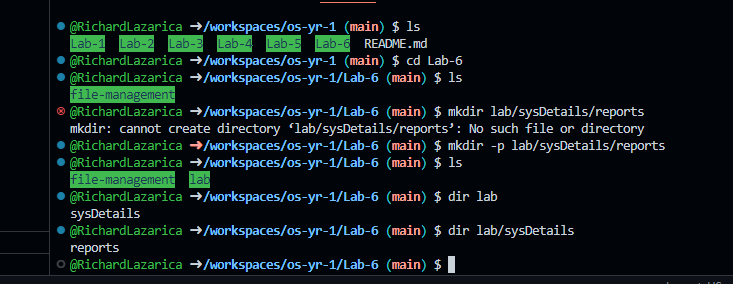 @RichardLazarica ➜/workspaces/os-yr-1 (main) $ ls
Lab-1 Lab-2 Lab-3 Lab-4 Lab-5 Lab-6 README.md
@RichardLazarica ➜/workspaces/os-yr-1 (main) $ cd Lab-6
@RichardLazarica ➜/workspaces/os-yr-1/Lab-6 (main) $ ls
file-management
@RichardLazarica ➜/workspaces/os-yr-1/Lab-6 (main) $ mkdir lab/sysDetails/reports
mkdir: cannot create directory ‘lab/sysDetails/reports’: No such file or directory
@RichardLazarica ➜/workspaces/os-yr-1/Lab-6 (main) $ mkdir -p lab/sysDetails/reports
@RichardLazarica ➜/workspaces/os-yr-1/Lab-6 (main) $ ls
file-management lab
@RichardLazarica ➜/workspaces/os-yr-1/Lab-6 (main) $ dir lab
sysDetails
@RichardLazarica ➜/workspaces/os-yr-1/Lab-6 (main) $ dir lab/sysDetails
reports
@RichardLazarica ➜/workspaces/os-yr-1/Lab-6 (main) $